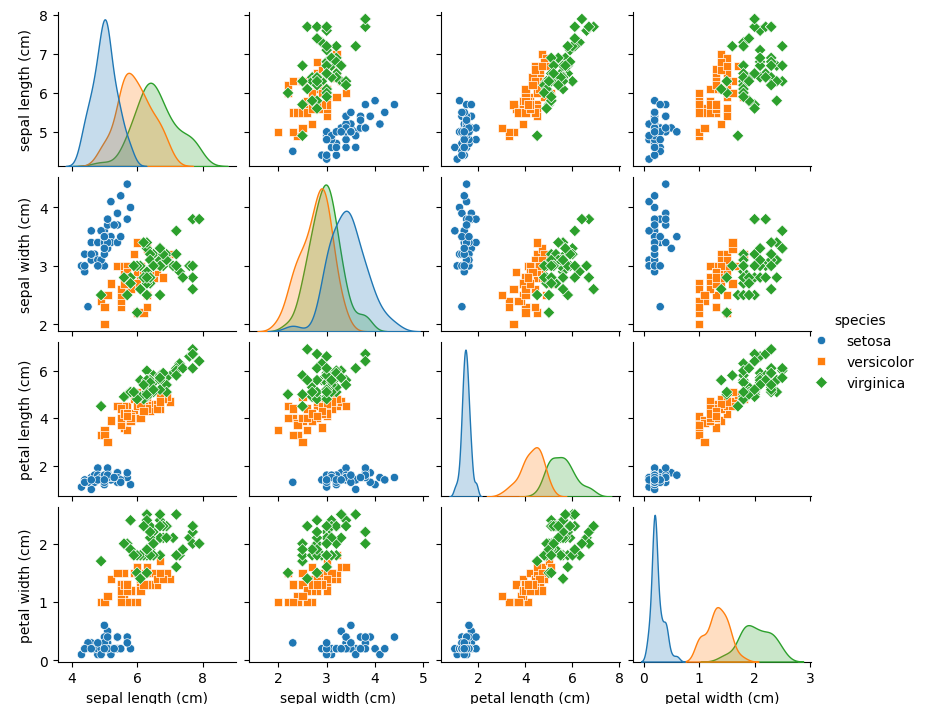 8
7
6
5
sepal length (cm)
4
3
2
sepal width (cm)
6
4
2
petal length (cm)
2
1
0
petal width (cm)
4 6 8
sepal length (cm)
2 3 4 5
sepal width (cm)
2 4 6 8
petal length (cm)
0 1 2 3
petal width (cm)
species
setosa
versicolor
virginica